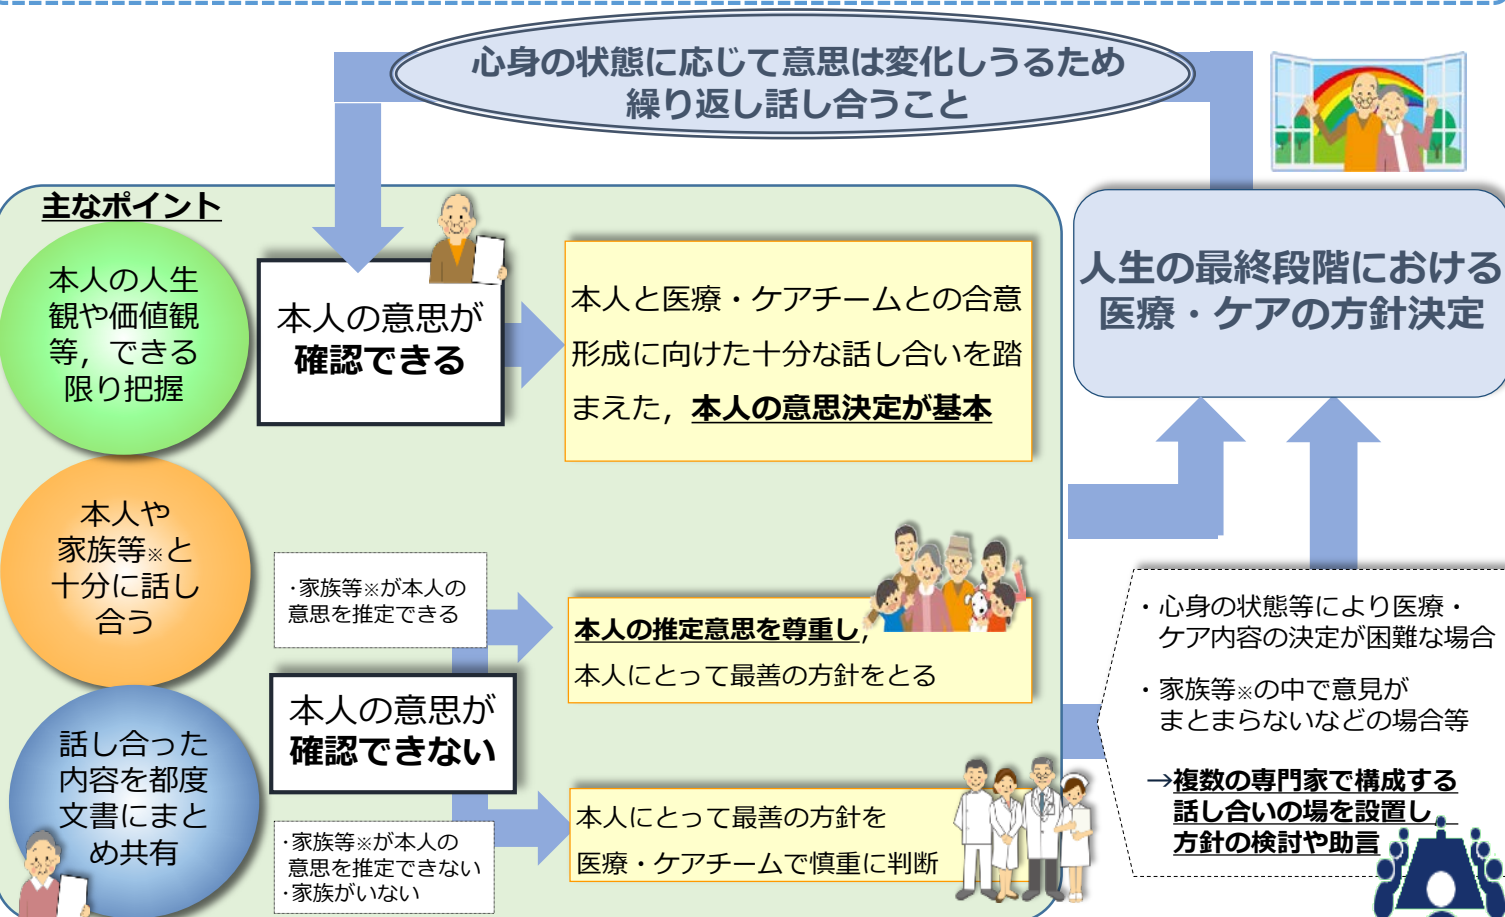 心身の状態に応じて意思は変化しうるため
繰り返し話し合うこと
主なポイント
本人の人生
観や価値観
等，できる
限り把握
本人や
家族等※と
十分に話し
合う
話し合った
内容を都度
文書にまと
め共有
本人の意思が
確認できる
本人と医療・ケアチームとの合意
形成に向けた十分な話し合いを踏
まえた，本人の意思決定が基本
・家族等※が本人の
意思を推定できる
本人の推定意思を尊重し，
本人にとって最善の方針をとる
本人の意思が
確認できない
・家族等※が本人の
意思を推定できない
・家族がいない
本人にとって最善の方針を
医療・ケアチームで慎重に判断
人生の最終段階における
医療・ケアの方針決定
・心身の状態等により医療・
ケア内容の決定が困難な場合
・家族等※の中で意見が
まとまらないなどの場合等
→複数の専門家で構成する
話し合いの場を設置し，
方針の検討や助言